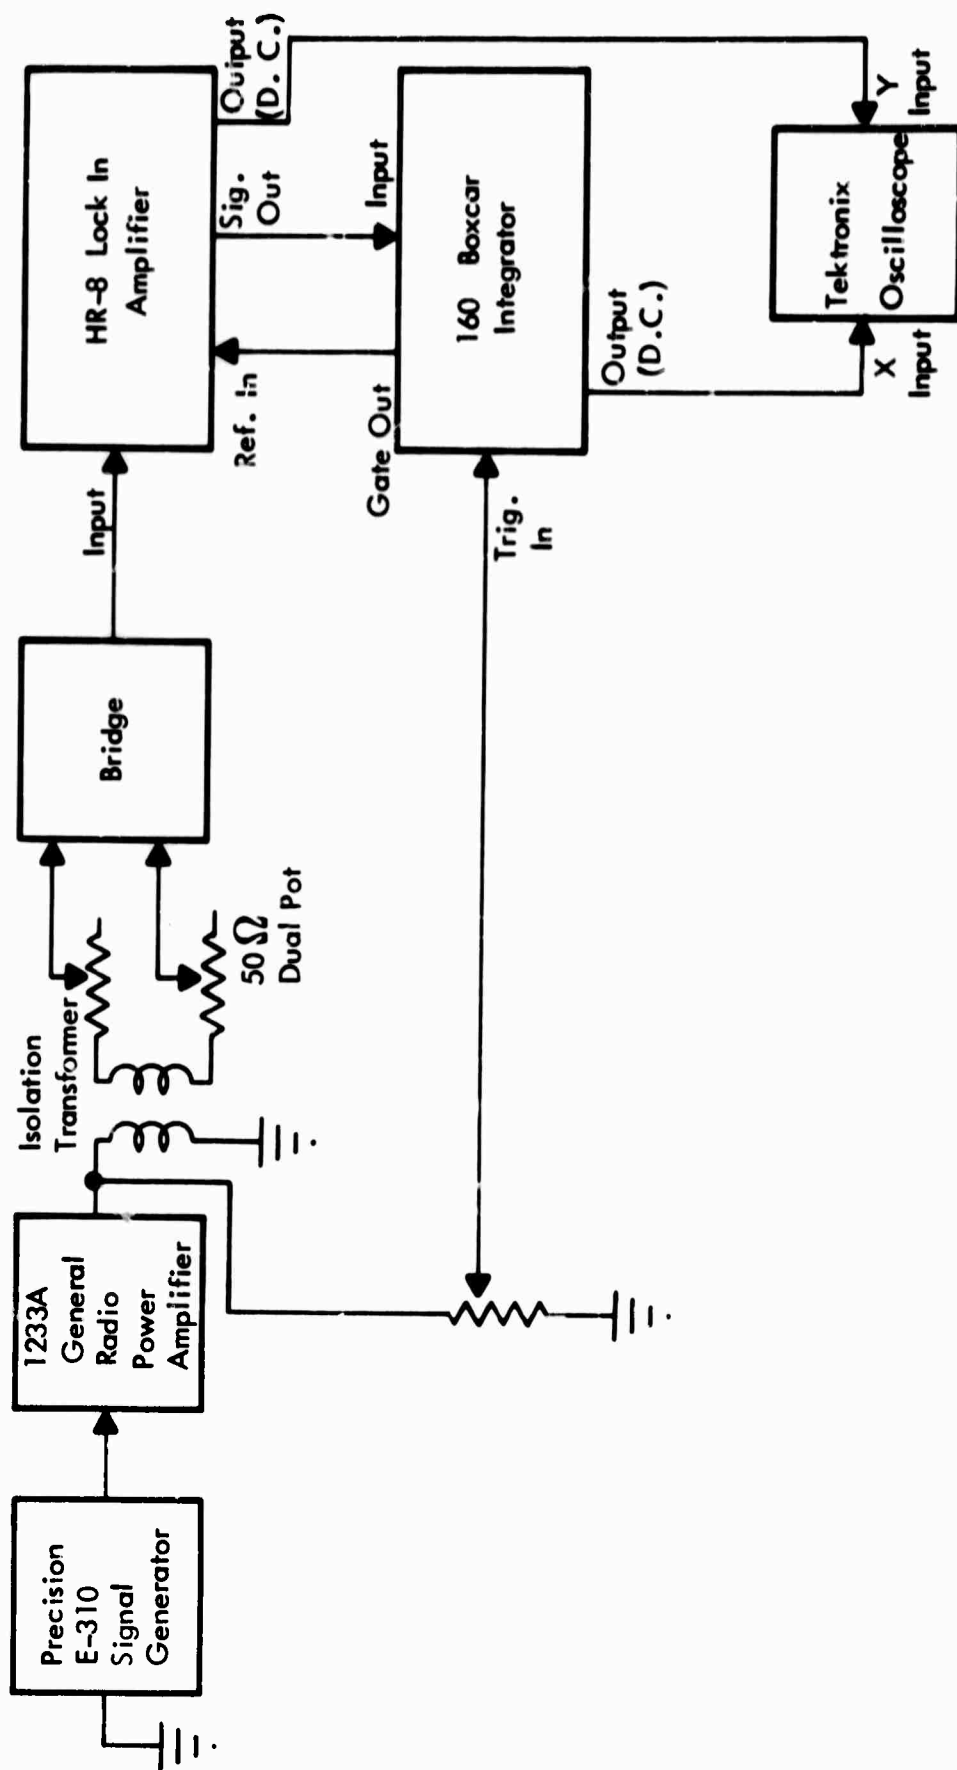 Precision
E-310
Signal
Generator
1233A
General
Radio
Power
Amplifier
Isolation
Transformer
50 Ω
Dual Pot
Bridge
Input
HR-8 Lock In
Amplifier
Ref. In
Sig.
Out
Output
(D.C.)
Gate Out
Input
160 Boxcar
Integrator
Trig.
In
Output
(D.C.)
X
Input
Tektronix
Oscilloscope
Y
Input